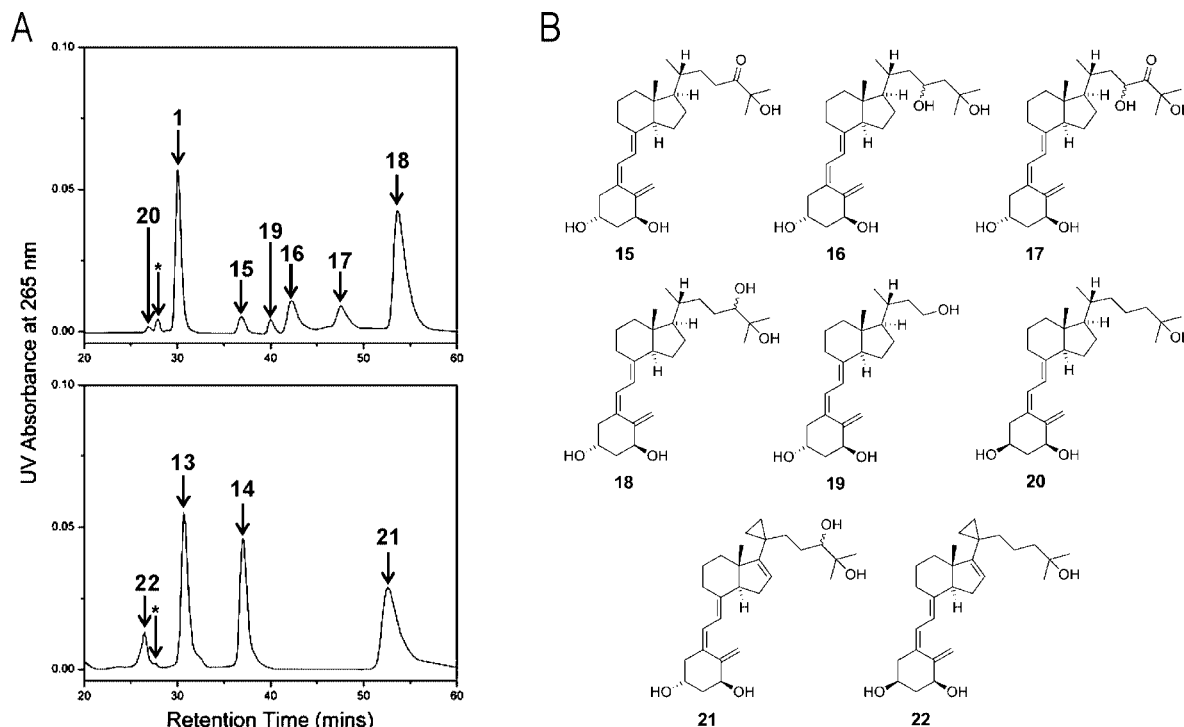 A
B
0.10
1
18
0.05
20
19
16
*
15
17
0.00
20
30
40
50
60
UV Absorbance at 265 nm
0.10
13
14
0.05
21
22
*
0.00
20
30
40
50
60
Retention Time (mins)
H
O
OH
H
HO
OH
15
H
OH
OH
H
HO
OH
16
H
O
OH
OH
H
HO
OH
17
H
OH
OH
H
HO
OH
18
H
OH
H
HO
OH
19
H
OH
H
HO
OH
20
OH
OH
H
HO
OH
21
OH
H
HO
OH
22